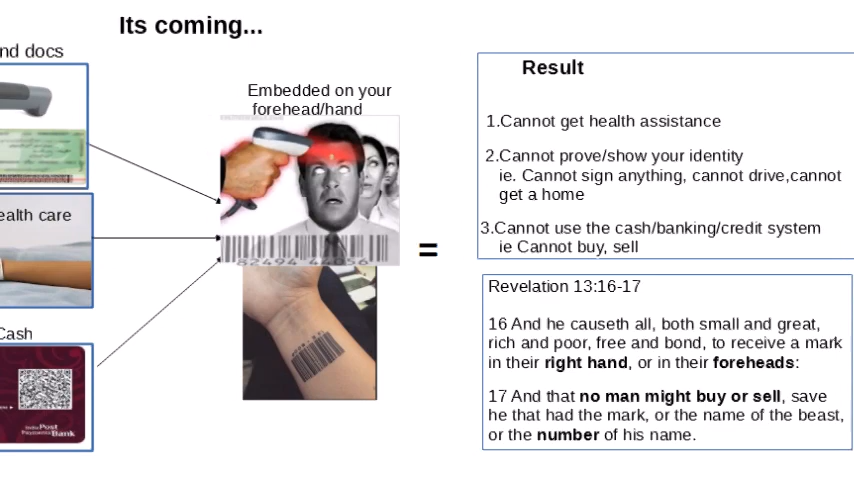 Its coming...
nd docs
ealth care
Cash
India Post
Payments Bank
Embedded on your
forehead/hand
82494 44856
=
Result
1.Cannot get health assistance
2.Cannot prove/show your identity
ie. Cannot sign anything, cannot drive,cannot
get a home
3.Cannot use the cash/banking/credit system
ie Cannot buy, sell
Revelation 13:16-17
16 And he causeth all, both small and great,
rich and poor, free and bond, to receive a mark
in their right hand, or in their foreheads:
17 And that no man might buy or sell, save
he that had the mark, or the name of the beast,
or the number of his name.